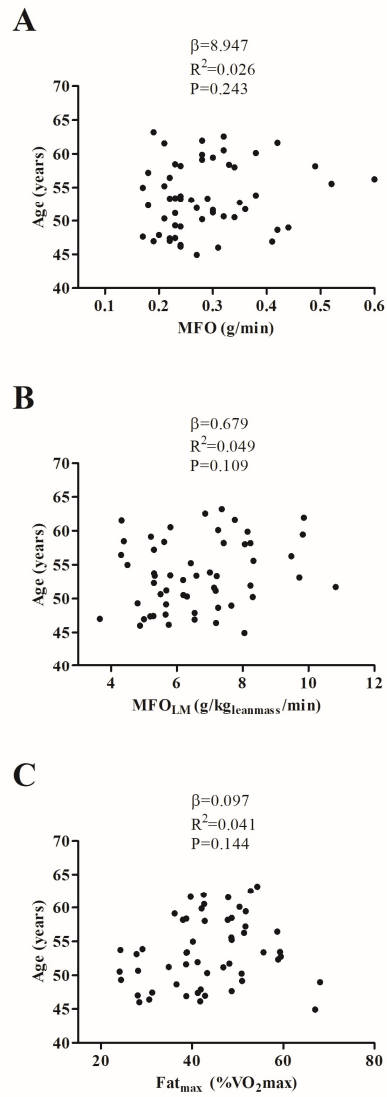 A
β=8.947
R²=0.026
P=0.243
70
65
60
55
50
45
40
Age (years)
0.1 0.2 0.3 0.4 0.5 0.6
MFO (g/min)
B
β=0.679
R²=0.049
P=0.109
70
65
60
55
50
45
40
Age (years)
4 6 8 10 12
MFO_LM (g/kg_leanmass/min)
C
β=0.097
R²=0.041
P=0.144
70
65
60
55
50
45
40
Age (years)
20 40 60 80
Fat_max (%VO₂max)